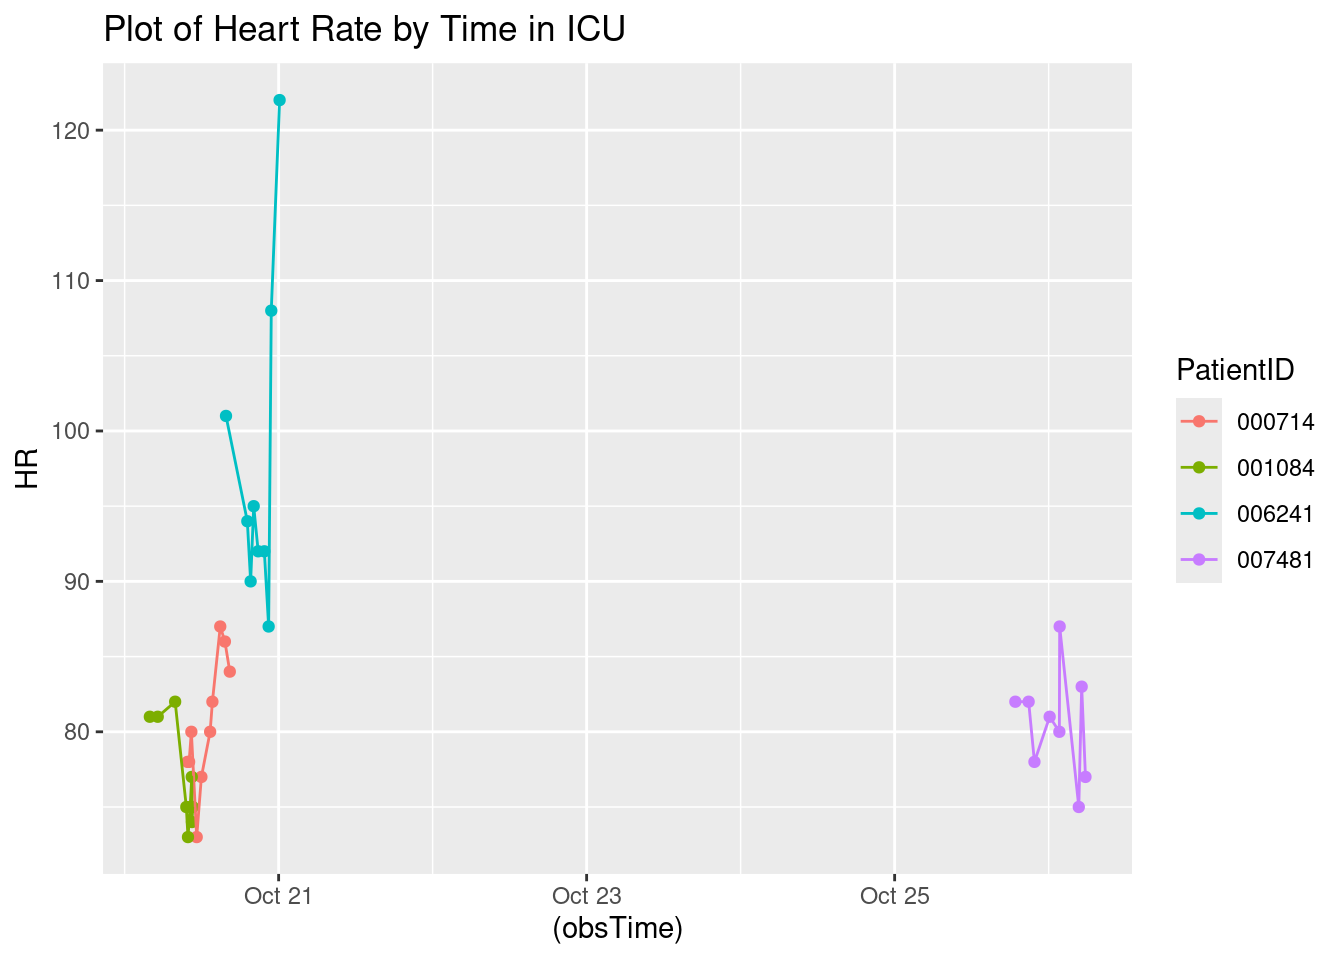 Plot of Heart Rate by Time in ICU
120
110
100
90
80
HR
Oct 21
Oct 23
Oct 25
(obsTime)
PatientID
000714
001084
006241
007481